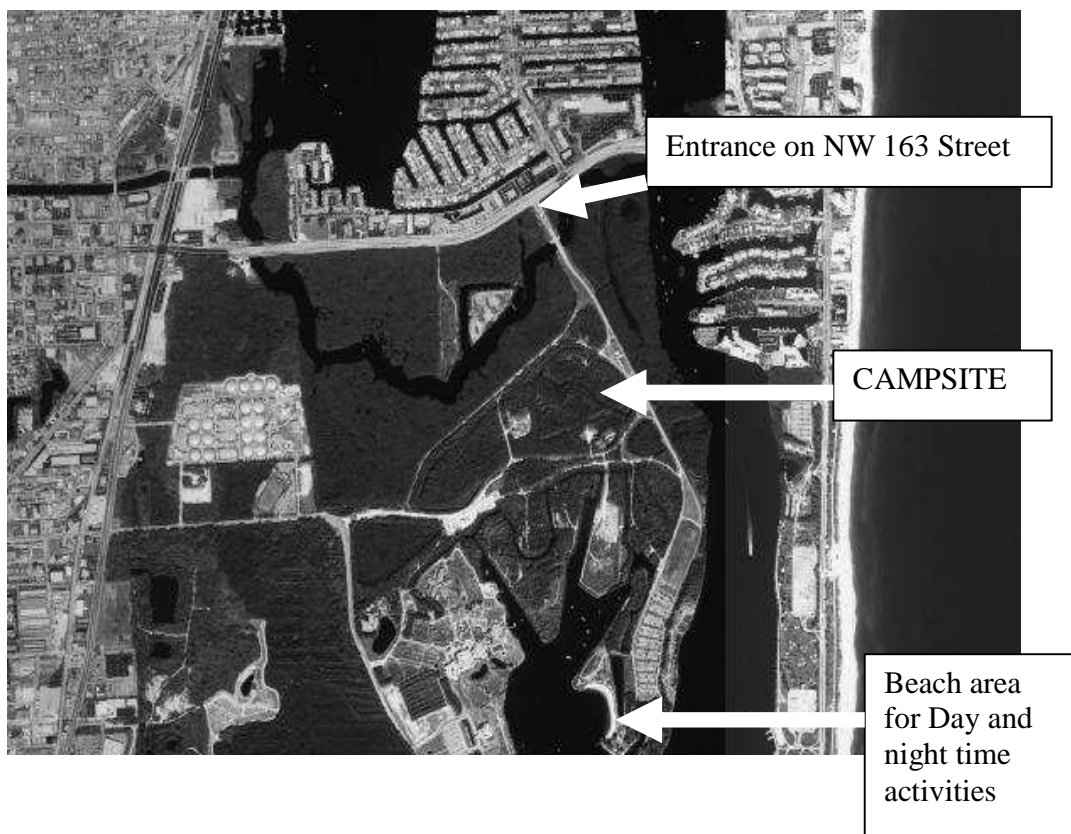 Entrance on NW 163 Street
CAMPSITE
Beach area
for Day and
night time
activities